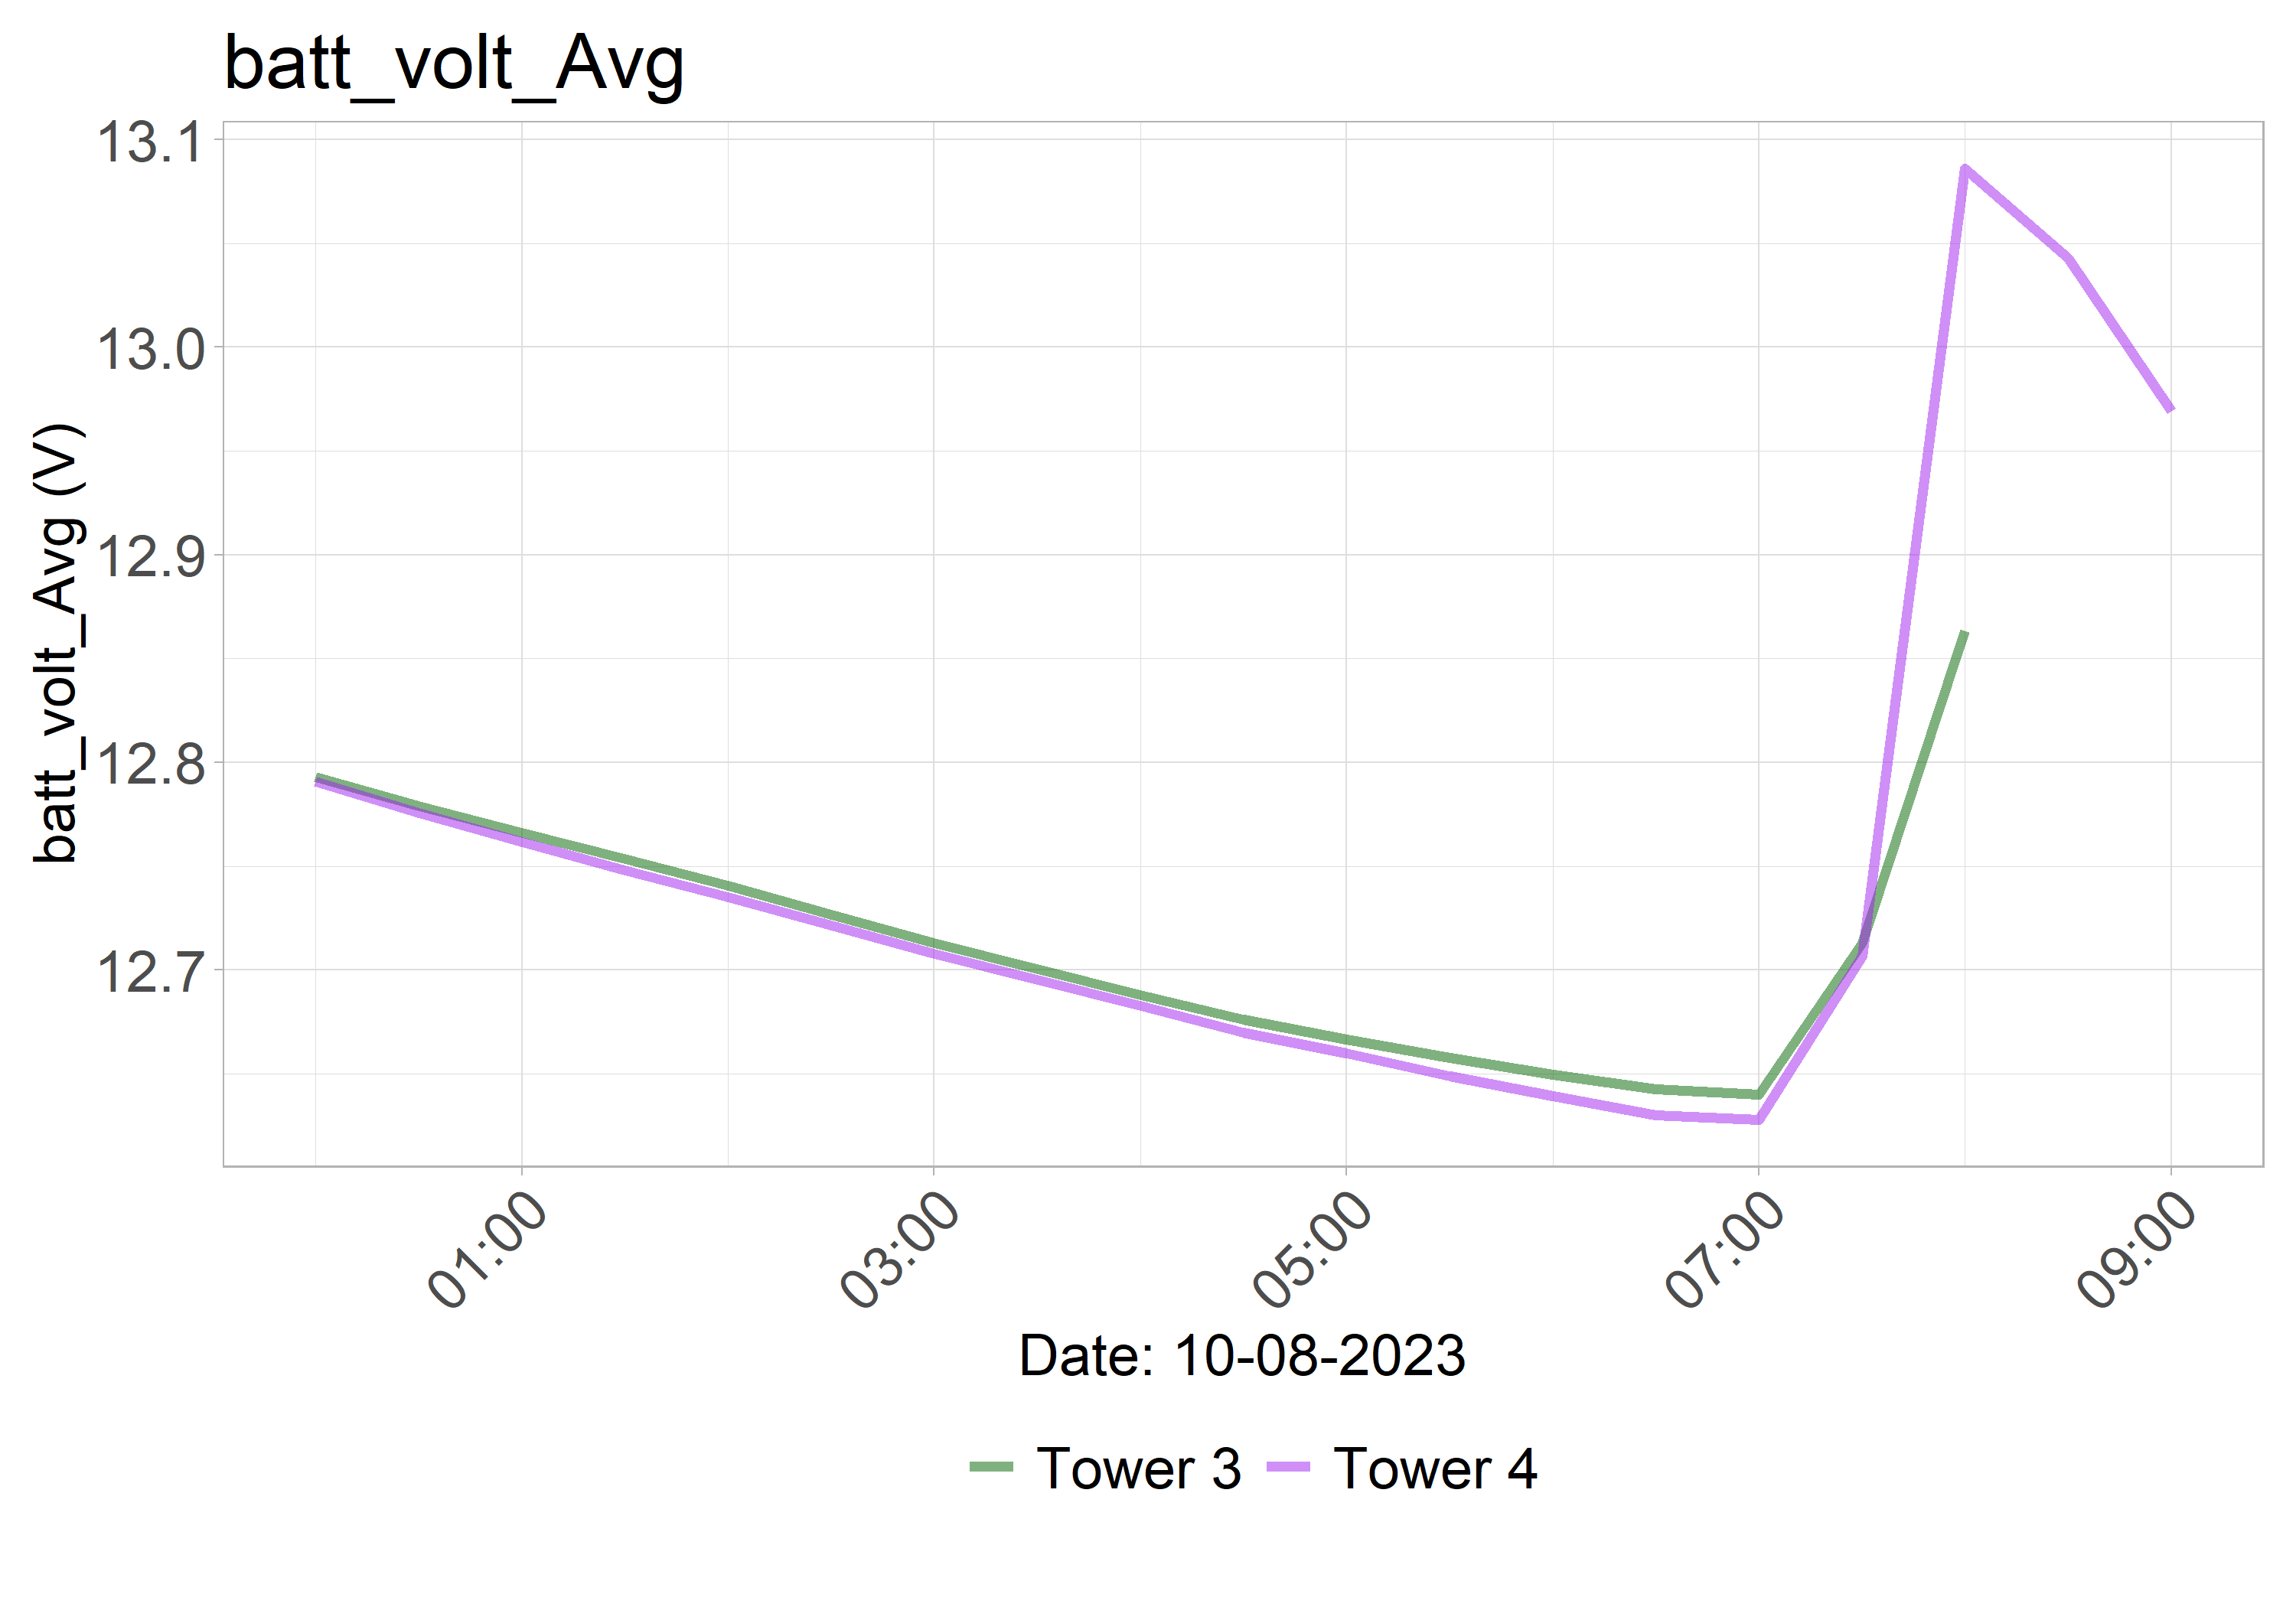 batt_volt_Avg
batt_volt_Avg (V)
13.1
13.0
12.9
12.8
12.7
01:00
03:00
05:00
07:00
09:00
Date: 10-08-2023
Tower 3
Tower 4